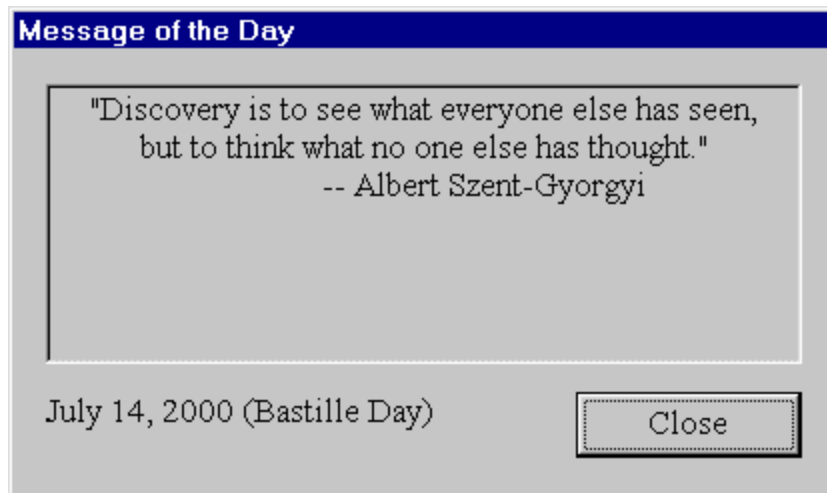 Message of the Day
"Discovery is to see what everyone else has seen,
but to think what no one else has thought."
-- Albert Szent-Gyorgyi
July 14, 2000 (Bastille Day)
Close